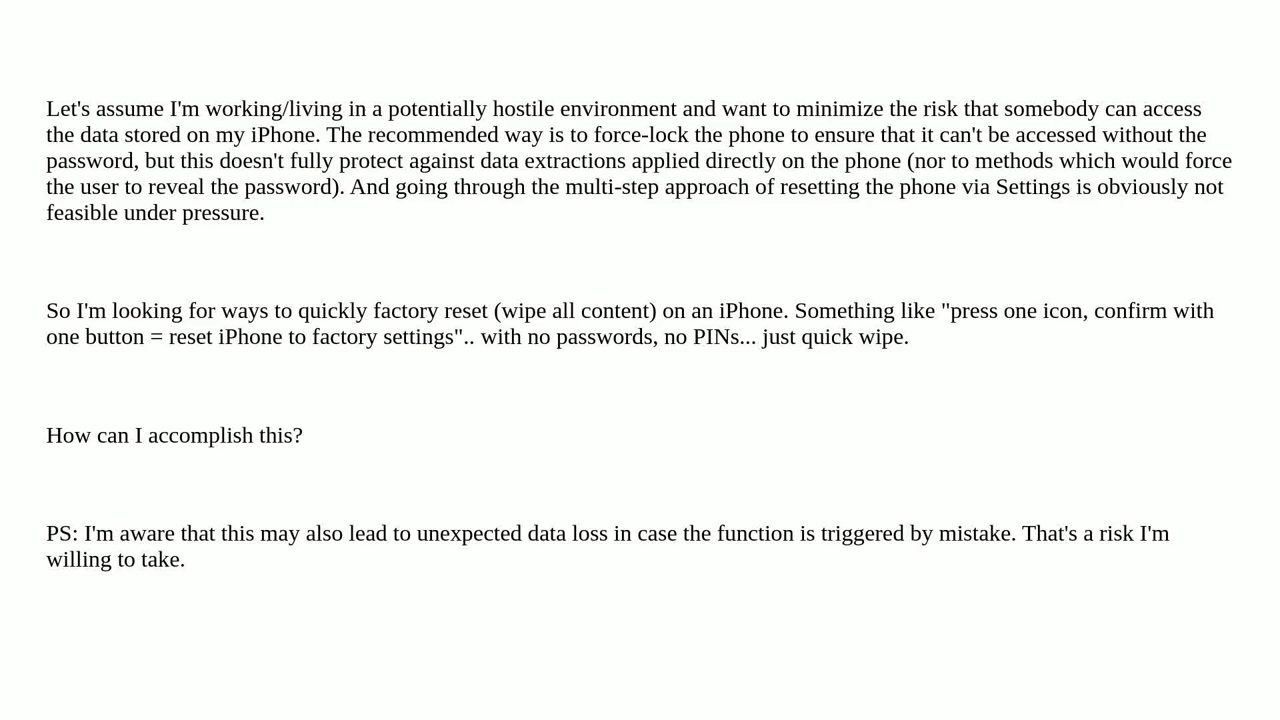 Let's assume I'm working/living in a potentially hostile environment and want to minimize the risk that somebody can access
the data stored on my iPhone. The recommended way is to force-lock the phone to ensure that it can't be accessed without the
password, but this doesn't fully protect against data extractions applied directly on the phone (nor to methods which would force
the user to reveal the password). And going through the multi-step approach of resetting the phone via Settings is obviously not
feasible under pressure.
So I'm looking for ways to quickly factory reset (wipe all content) on an iPhone. Something like "press one icon, confirm with
one button = reset iPhone to factory settings".. with no passwords, no PINs... just quick wipe.
How can I accomplish this?
PS: I'm aware that this may also lead to unexpected data loss in case the function is triggered by mistake. That's a risk I'm
willing to take.